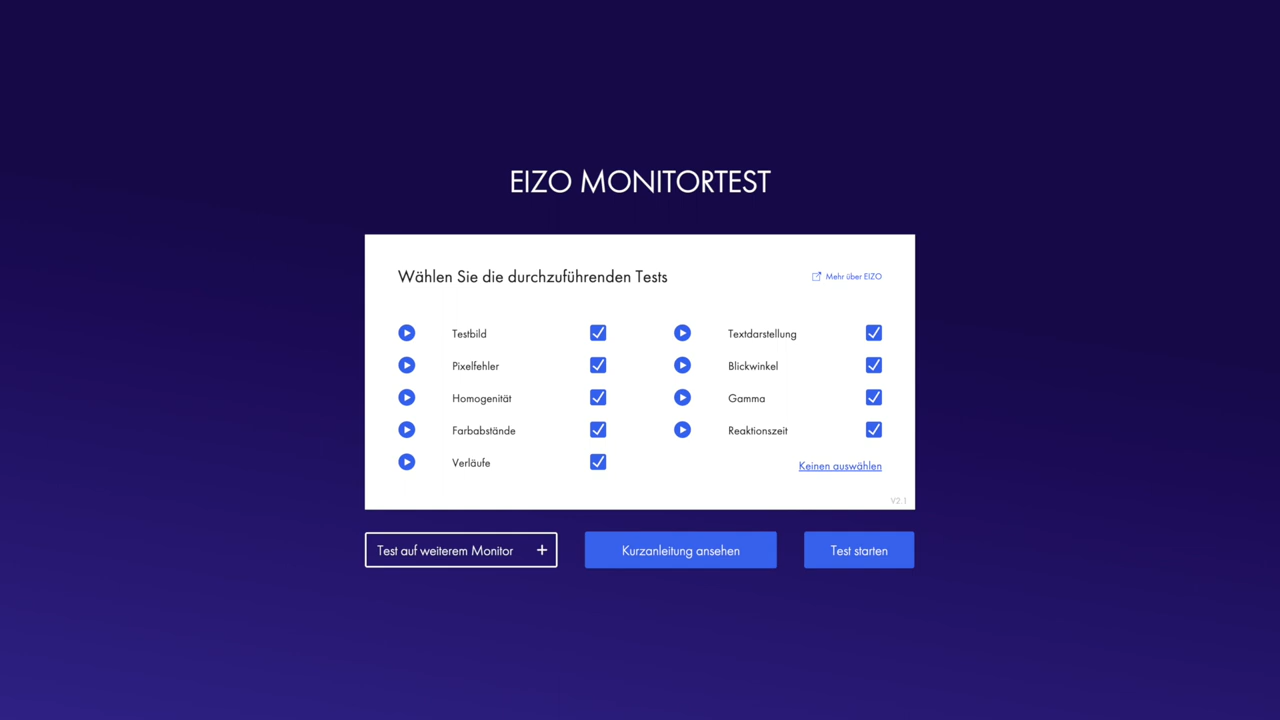 EIZO MONITORTEST
Wählen Sie die durchzuführenden Tests
Mehr über EIZO
Testbild
Pixelfehler
Homogenität
Farbabstände
Verläufe
Textdarstellung
Blickwinkel
Gamma
Reaktionszeit
Keinen auswählen
V2.1
Test auf weiterem Monitor +
Kurzanleitung ansehen
Test starten